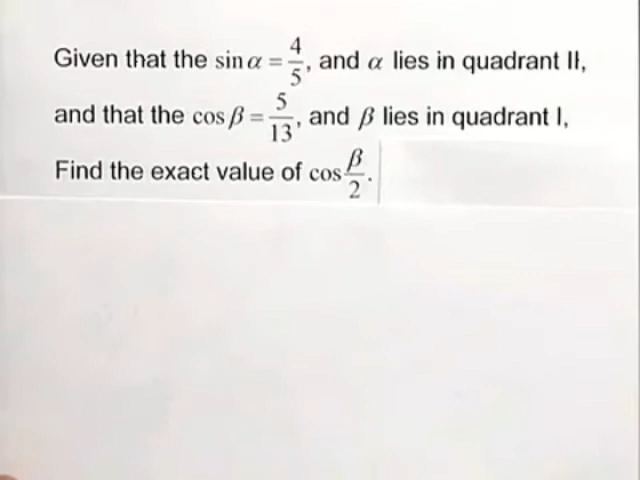 Given that the sin α = 4/5, and α lies in quadrant II,
and that the cos β = 5/13, and β lies in quadrant I,
Find the exact value of cos β/2.